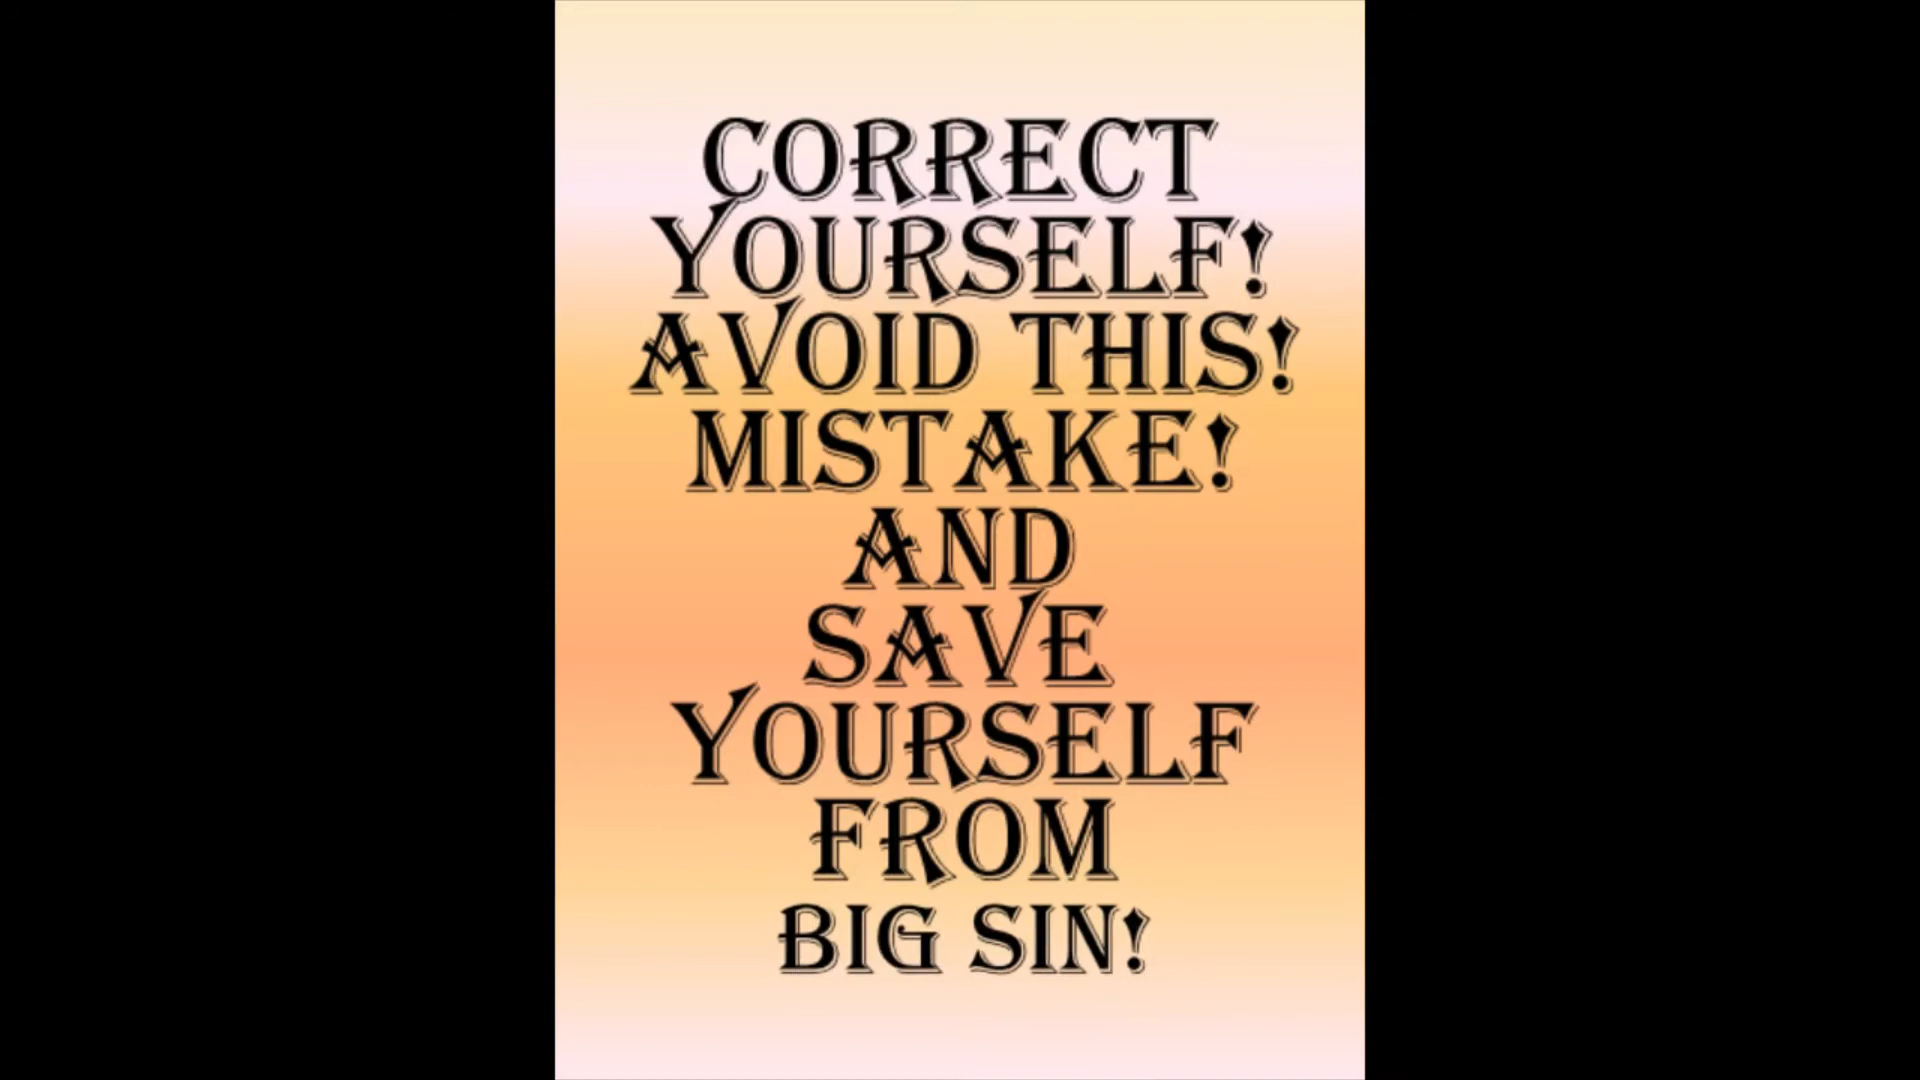 CORRECT
YOURSELF!
AVOID THIS!
MISTAKE!
AND
SAVE
YOURSELF
FROM
BIG SIN!